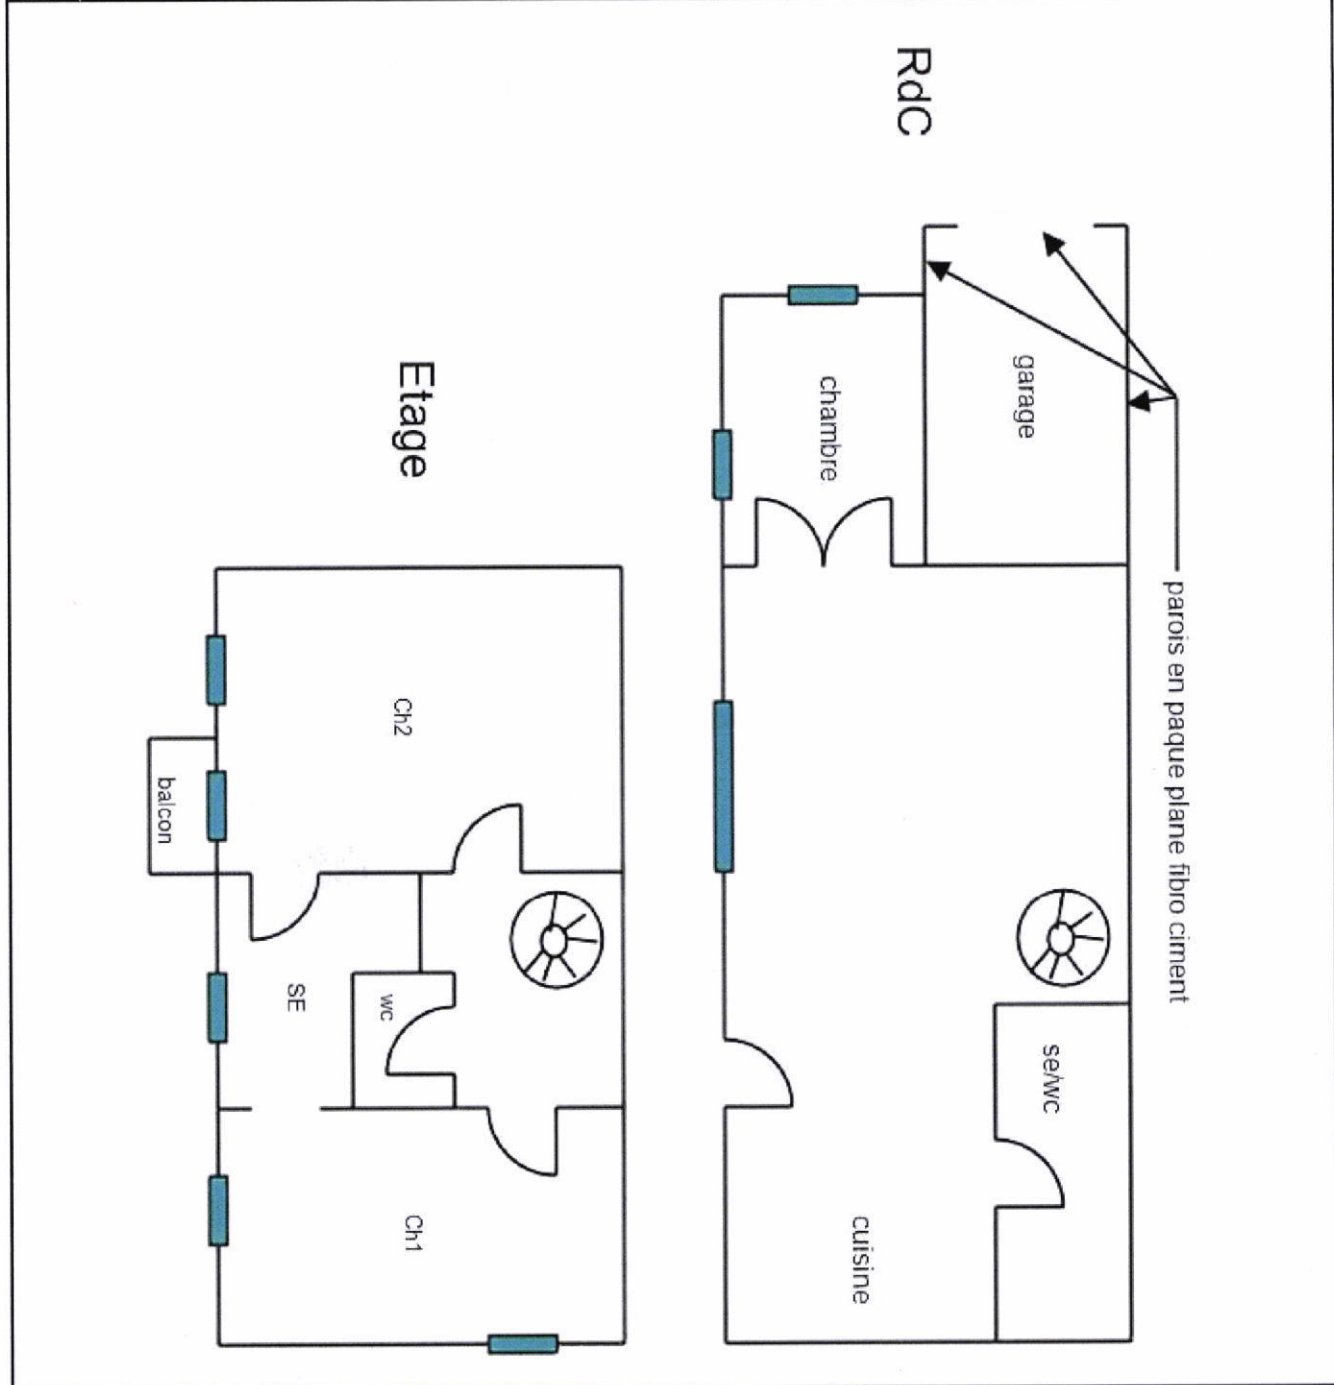 RdC
parois en paque plane fibro ciment
garage
chambre
se/wc
cuisine
Etage
Ch2
balcon
SE
wc
Ch1